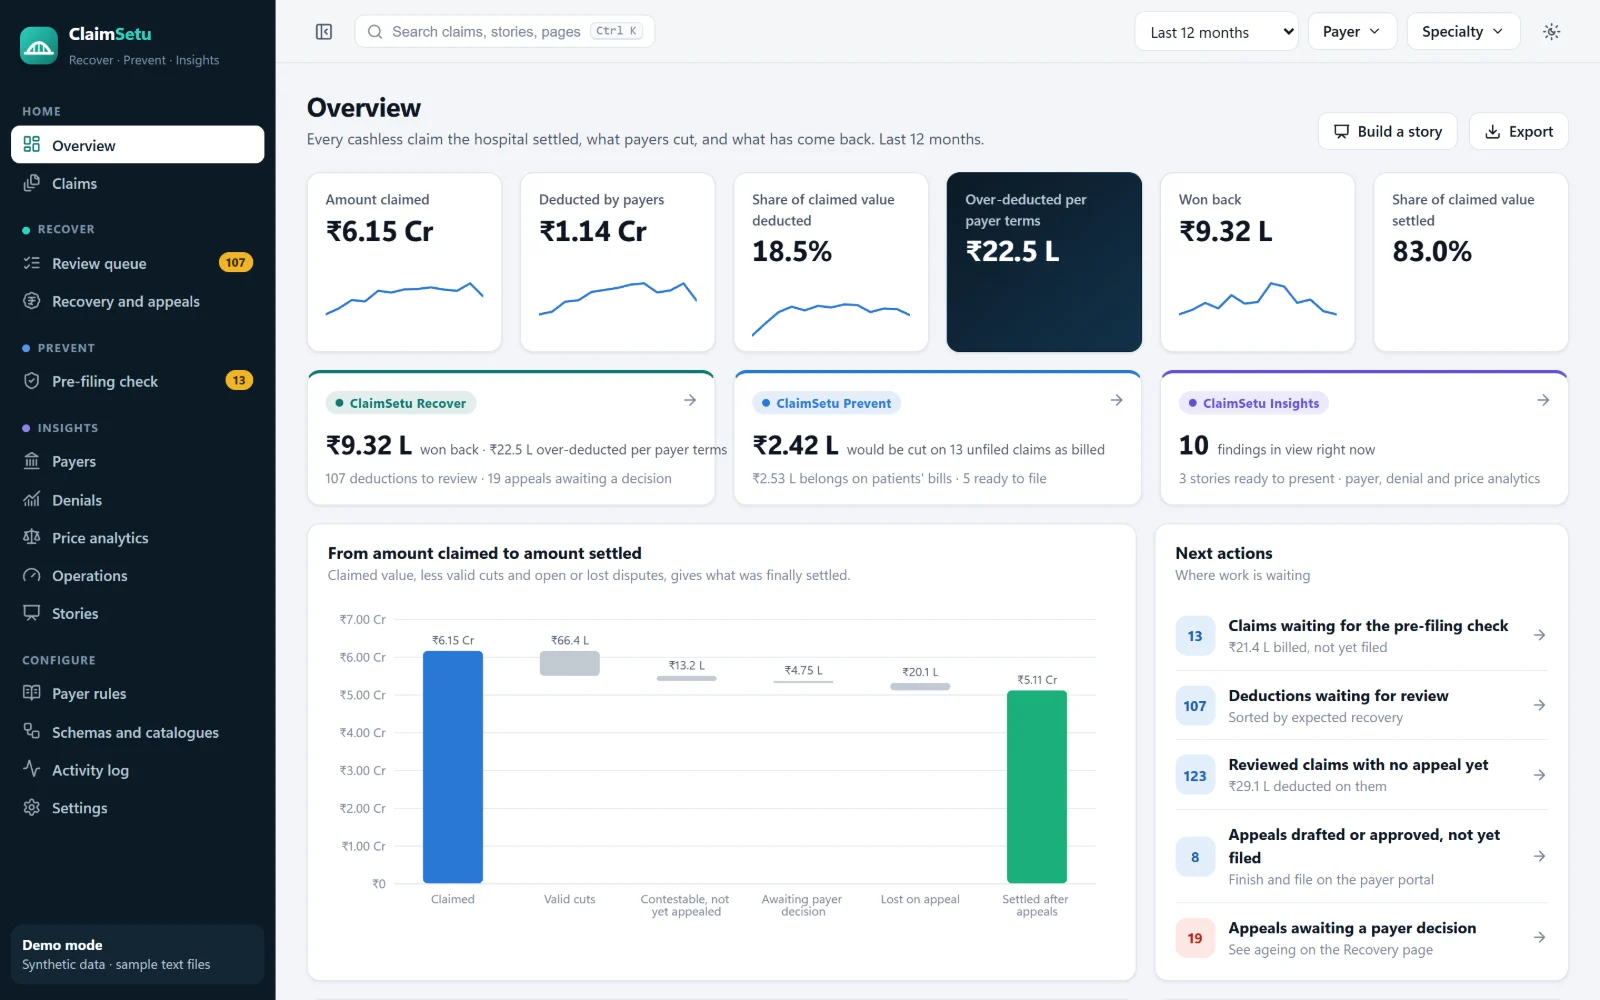 ClaimSetu
Recover · Prevent · Insights
HOME
Overview
Claims
RECOVER
Review queue 107
Recovery and appeals
PREVENT
Pre-filing check 13
INSIGHTS
Payers
Denials
Price analytics
Operations
Stories
CONFIGURE
Payer rules
Schemas and catalogues
Activity log
Settings
Demo mode
Synthetic data · sample text files
Search claims, stories, pages Ctrl K
Last 12 months
Payer
Specialty
Overview
Every cashless claim the hospital settled, what payers cut, and what has come back. Last 12 months.
Build a story
Export
Amount claimed
₹6.15 Cr
Deducted by payers
₹1.14 Cr
Share of claimed value
deducted
18.5%
Over-deducted per
payer terms
₹22.5 L
Won back
₹9.32 L
Share of claimed value
settled
83.0%
ClaimSetu Recover
₹9.32 L won back · ₹22.5 L over-deducted per payer terms
107 deductions to review · 19 appeals awaiting a decision
ClaimSetu Prevent
₹2.42 L would be cut on 13 unfiled claims as billed
₹2.53 L belongs on patients' bills · 5 ready to file
ClaimSetu Insights
10 findings in view right now
3 stories ready to present · payer, denial and price analytics
From amount claimed to amount settled
Claimed value, less valid cuts and open or lost disputes, gives what was finally settled.
₹7.00 Cr
₹6.00 Cr
₹5.00 Cr
₹4.00 Cr
₹3.00 Cr
₹2.00 Cr
₹1.00 Cr
₹0
₹6.15 Cr
₹66.4 L
₹13.2 L
₹4.75 L
₹20.1 L
₹5.11 Cr
Claimed
Valid cuts
Contestable, not
yet appealed
Awaiting payer
decision
Lost on appeal
Settled after
appeals
Next actions
Where work is waiting
13
Claims waiting for the pre-filing check
₹21.4 L billed, not yet filed
107
Deductions waiting for review
Sorted by expected recovery
123
Reviewed claims with no appeal yet
₹29.1 L deducted on them
8
Appeals drafted or approved, not yet
filed
Finish and file on the payer portal
19
Appeals awaiting a payer decision
See ageing on the Recovery page